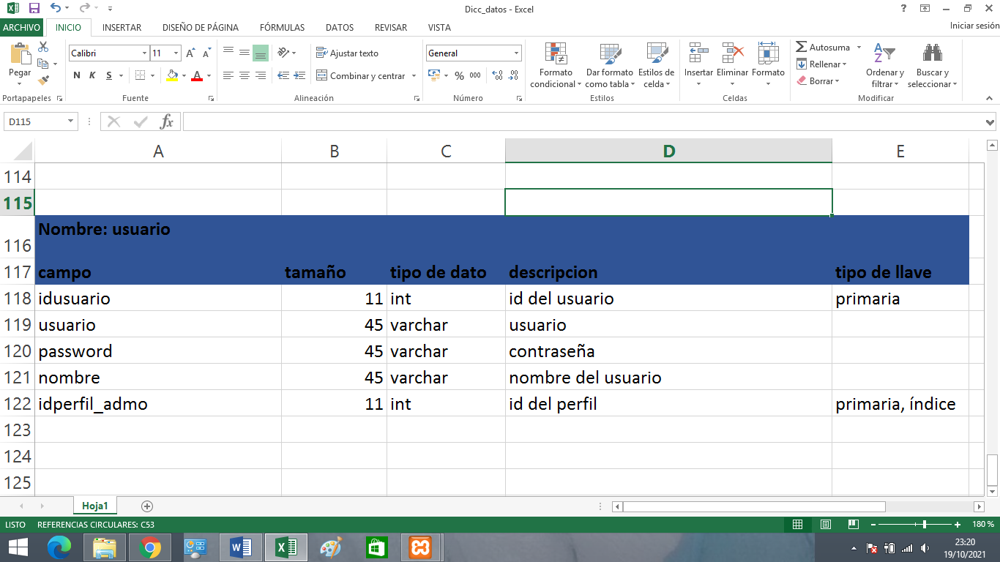 Dicc_datos - Excel
ARCHIVO INICIO INSERTAR DISEÑO DE PÁGINA FÓRMULAS DATOS REVISAR VISTA Iniciar sesión
Pegar
Calibri 11
N K S
Ajustar texto
Combinar y centrar
General
% 000
Formato condicional
Dar formato como tabla
Estilos de celda
Insertar Eliminar Formato
Autosuma
Rellenar
Borrar
Ordenar y filtrar
Buscar y seleccionar
Portapapeles Fuente Alineación Número Estilos Celdas Modificar
D115 fx
A B C D E
114
115
116 Nombre: usuario
117 campo tamaño tipo de dato descripcion tipo de llave
118 idusuario 11 int id del usuario primaria
119 usuario 45 varchar usuario
120 password 45 varchar contraseña
121 nombre 45 varchar nombre del usuario
122 idperfil_admo 11 int id del perfil primaria, índice
123
124
125
Hoja1
LISTO REFERENCIAS CIRCULARES: C53 180 %
23:20
19/10/2021